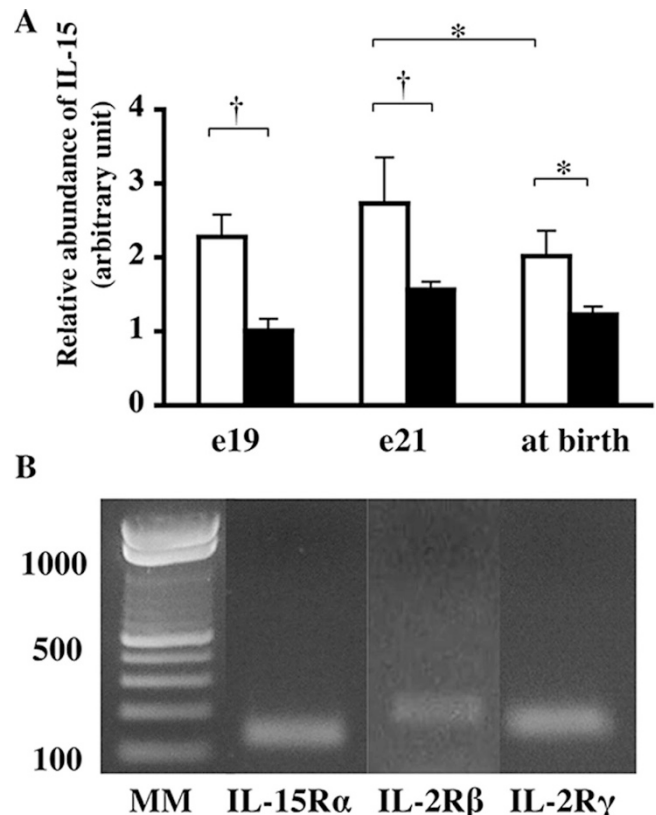 A
Relative abundance of IL-15
(arbitrary unit)
4
3
2
1
0
†
†
*
*
e19
e21
at birth
B
1000
500
100
MM
IL-15Rα
IL-2Rβ
IL-2Rγ